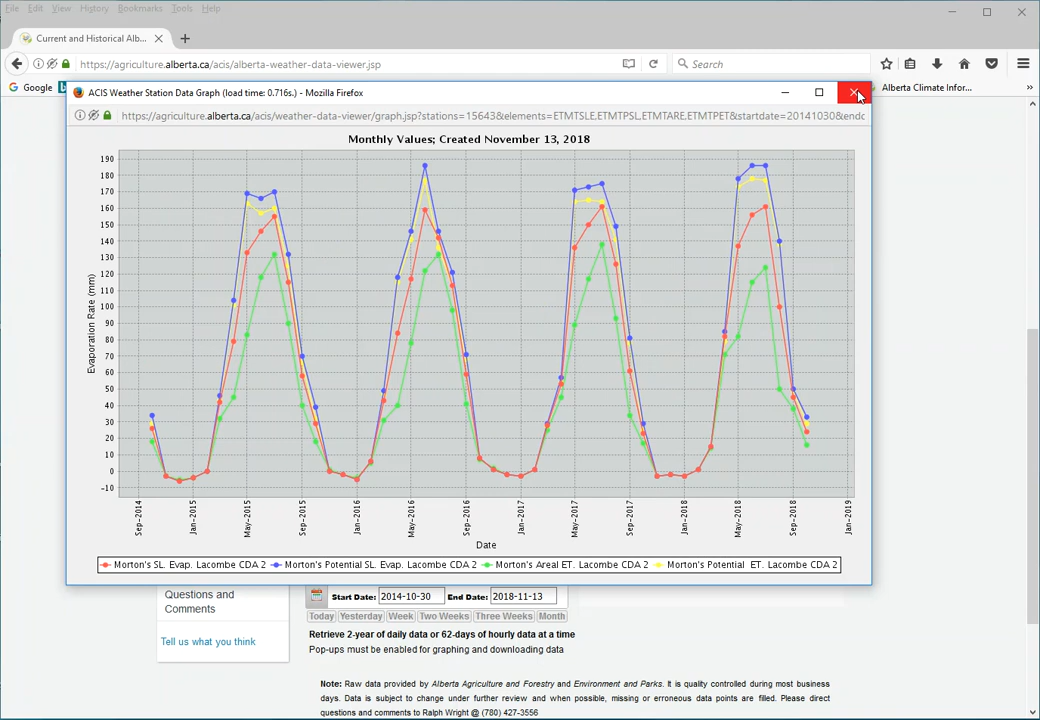 File Edit View History Bookmarks Tools Help
Current and Historical Alb...
https://agriculture.alberta.ca/acis/alberta-weather-data-viewer.jsp
Search
Google
Alberta Climate Infor...
ACIS Weather Station Data Graph (load time: 0.716s.) - Mozilla Firefox
https://agriculture.alberta.ca/acis/weather-data-viewer/graph.jsp?stations=15643&elements=ETMTSLE,ETMTPSL,ETMTARE,ETMTPET&startdate=20141030&endc
Monthly Values; Created November 13, 2018
190
180
170
160
150
140
130
120
110
100
90
80
70
60
50
40
30
20
10
0
-10
Evaporation Rate (mm)
Sep-2014 Jan-2015 May-2015 Sep-2015 Jan-2016 May-2016 Sep-2016 Jan-2017 May-2017 Sep-2017 Jan-2018 May-2018 Sep-2018 Jan-2019
Date
Morton's SL. Evap. Lacombe CDA 2 Morton's Potential SL. Evap. Lacombe CDA 2 Morton's Areal ET. Lacombe CDA 2 Morton's Potential ET. Lacombe CDA 2
Questions and
Comments
Tell us what you think
Start Date: 2014-10-30 End Date: 2018-11-13
Today Yesterday Week Two Weeks Three Weeks Month
Retrieve 2-year of daily data or 62-days of hourly data at a time
Pop-ups must be enabled for graphing and downloading data
Note: Raw data provided by Alberta Agriculture and Forestry and Environment and Parks. It is quality controlled during most business
days. Data is subject to change under further review and when possible, missing or erroneous data points are filled. Please direct
questions and comments to Ralph Wright @ (780) 427-3556